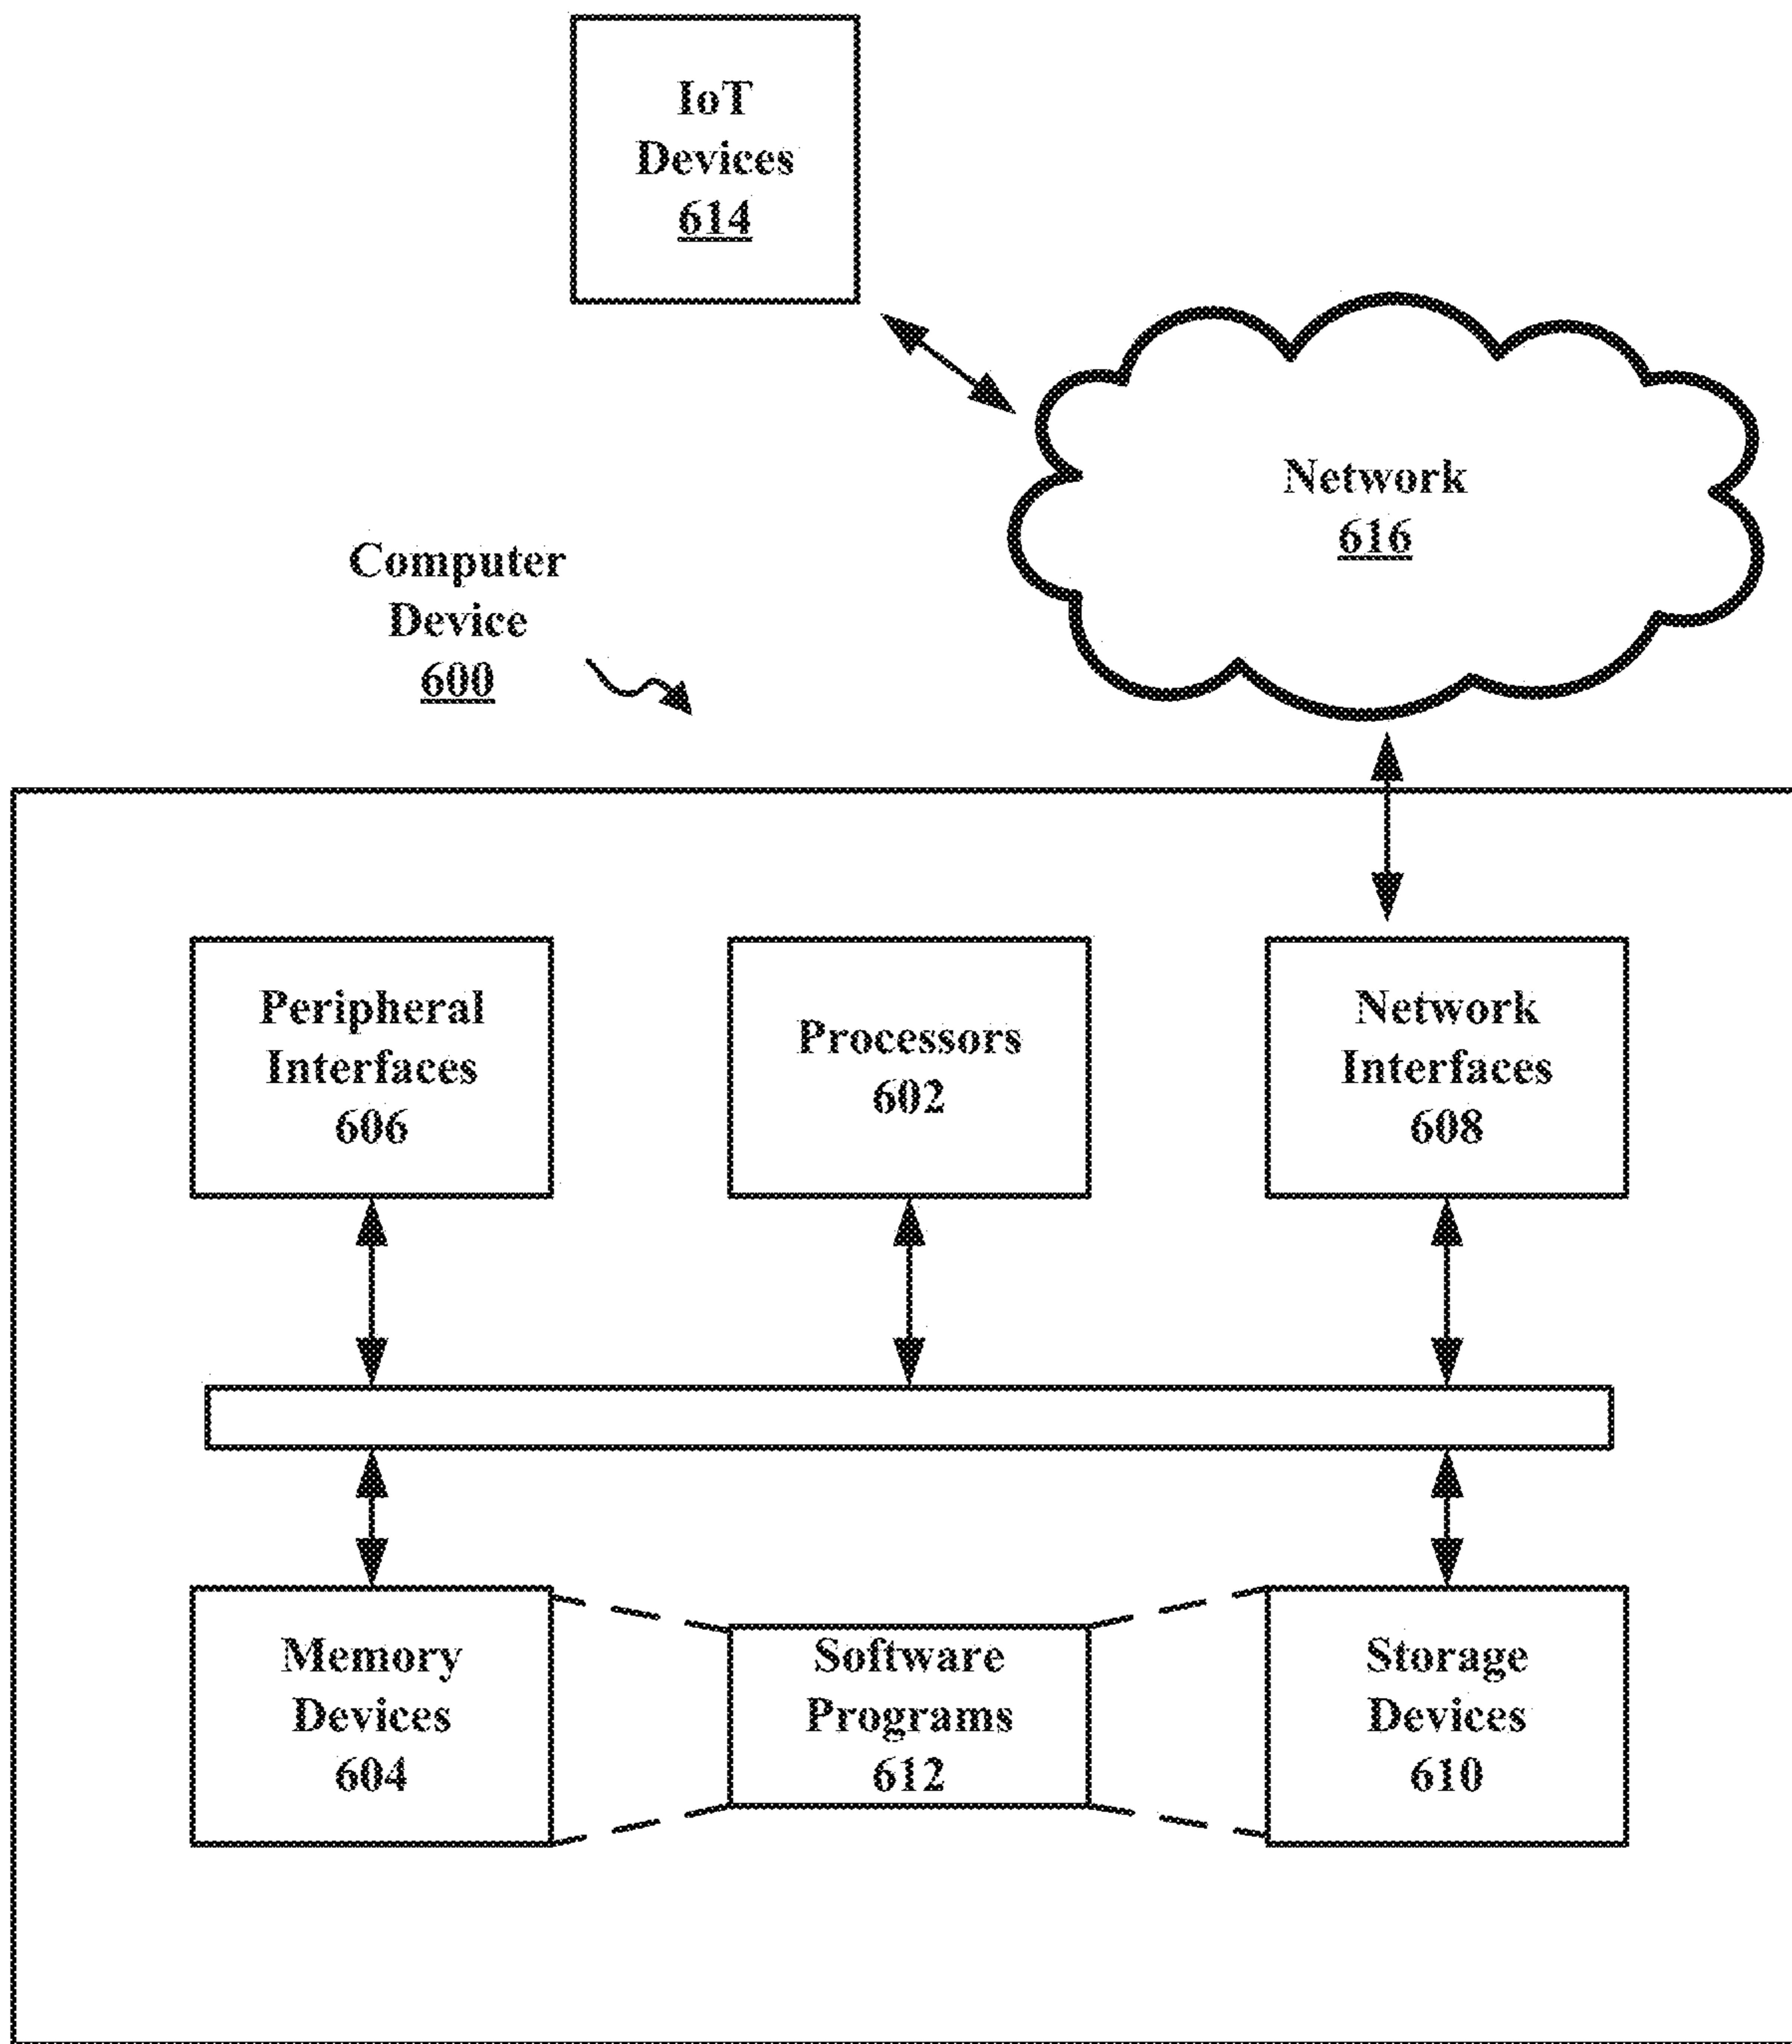 IoT
Devices
614
Network
616
Computer
Device
600
Peripheral
Interfaces
606
Processors
602
Network
Interfaces
608
Memory
Devices
604
Software
Programs
612
Storage
Devices
610